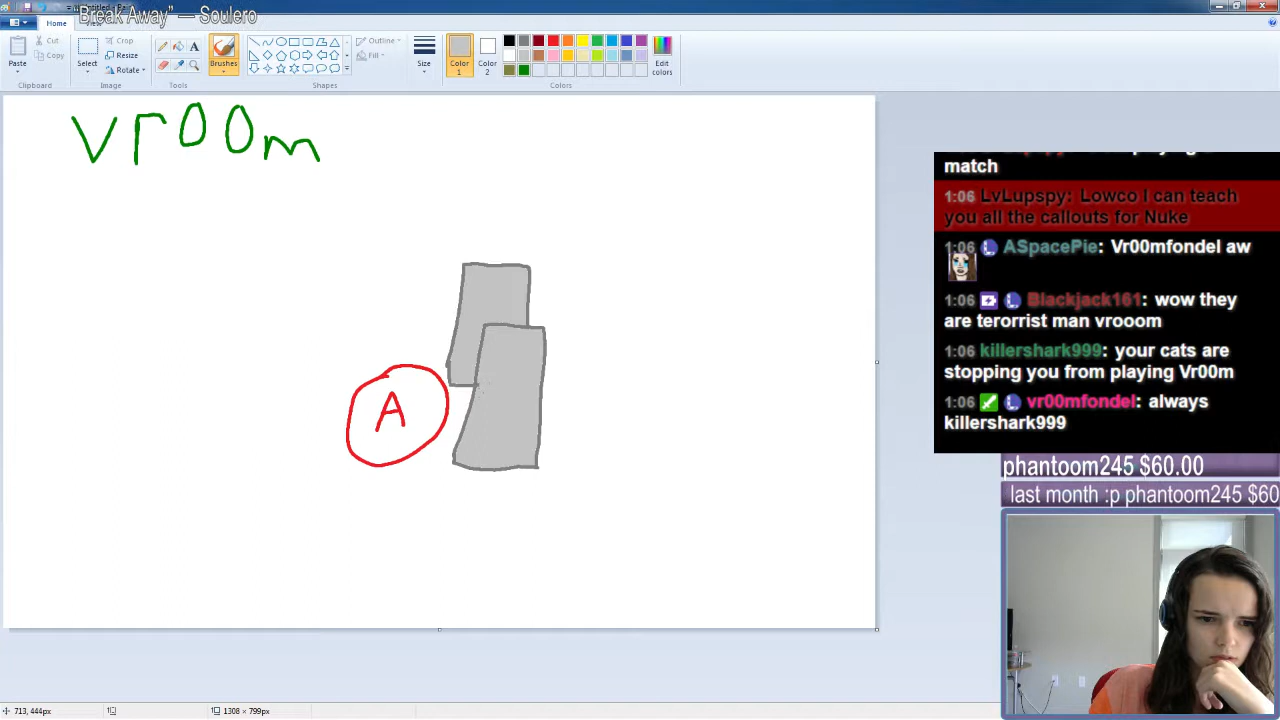 "Break Away" — Soulero
Home
Paste
Cut
Copy
Clipboard
Select
Crop
Resize
Rotate
Image
Tools
Brushes
Outline
Fill
Shapes
Size
Color 1
Color 2
Edit colors
Colors
vr00m
A
match
1:06 LvLupspy: Lowco I can teach
you all the callouts for Nuke
1:06 ASpacePie: Vr00mfondel aw
1:06 Blackjack161: wow they
are terorrist man vrooom
1:06 killershark999: your cats are
stopping you from playing Vr00m
1:06 vr00mfondel: always
killershark999
phantoom245 $60.00
last month :p phantoom245 $60
713, 444px
1308 × 799px